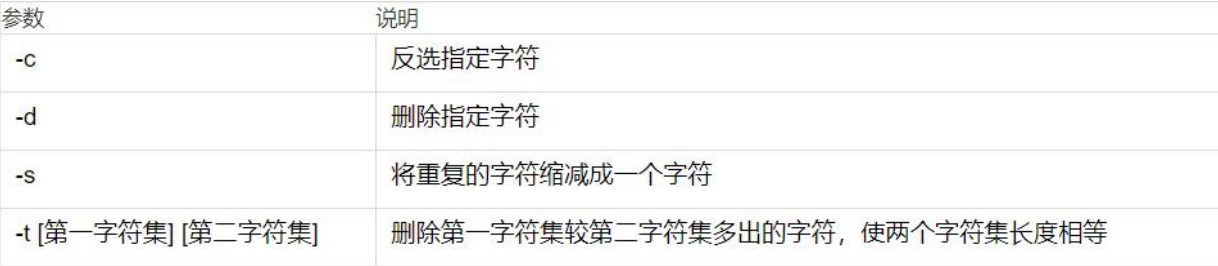 参数 说明
-c 反选指定字符
-d 删除指定字符
-s 将重复的字符缩减成一个字符
-t [第一字符集] [第二字符集] 删除第一字符集较第二字符集多出的字符，使两个字符集长度相等